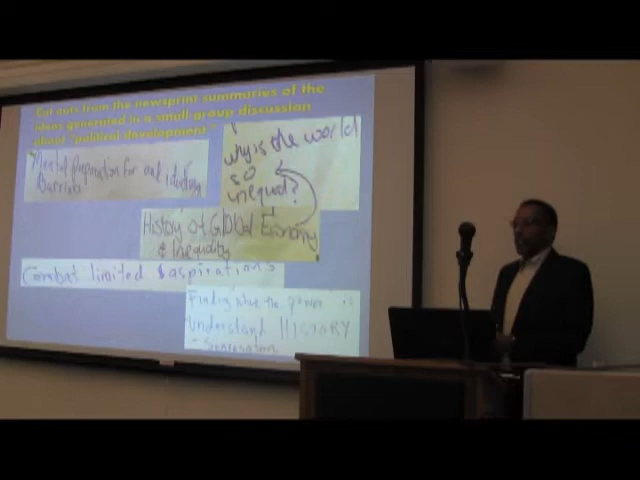 Cut outs from the newsprint summaries of the
ideas generated in a small group discussion
about "political development."
Mental Preparation for and identifying
Barriers
why is the world
so
unequal?
History of Global Economy
& Inequality
Combat limited aspirations
Finding where the power is
Understand HISTORY
- Segregation